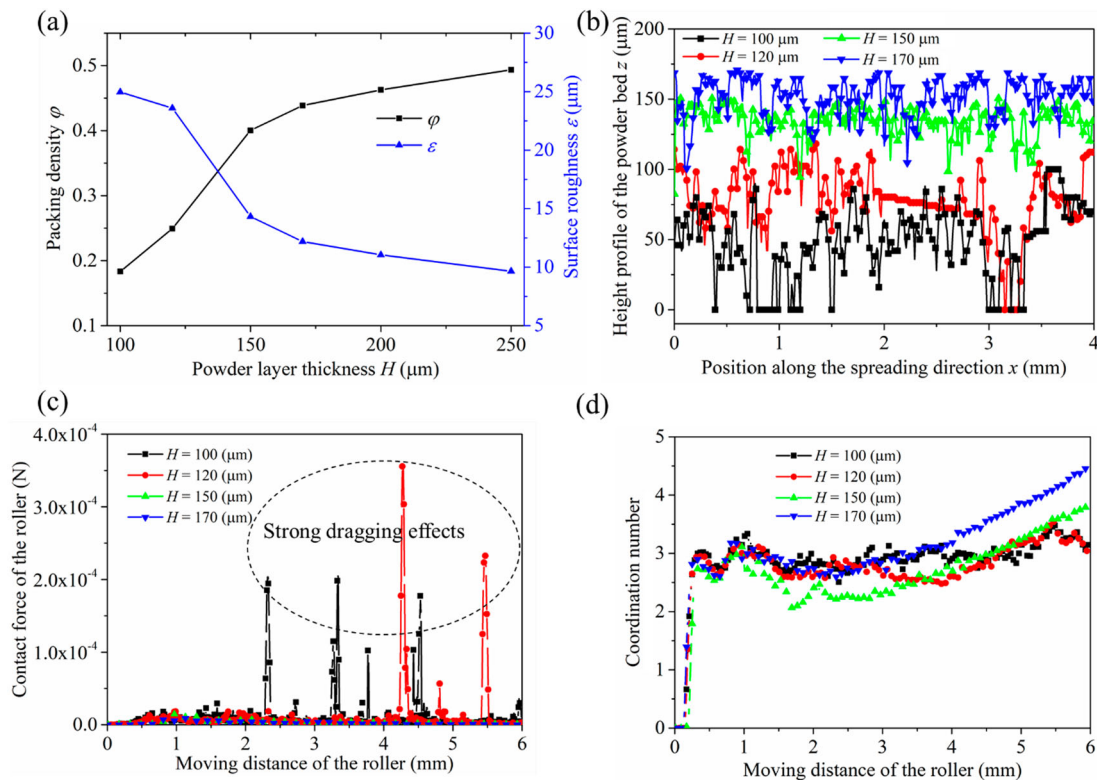 (a)
Packing density φ
0.5
0.4
0.3
0.2
0.1
φ
ε
30
25
20
15
10
5
Surface roughness ε (μm)
100
150
200
250
Powder layer thickness H (μm)
(b)
Height profile of the powder bed z (μm)
200
150
100
50
0
H = 100 μm
H = 120 μm
H = 150 μm
H = 170 μm
0
1
2
3
4
Position along the spreading direction x (mm)
(c)
Contact force of the roller (N)
4.0x10-4
3.0x10-4
2.0x10-4
1.0x10-4
0.0
H = 100 (μm)
H = 120 (μm)
H = 150 (μm)
H = 170 (μm)
Strong dragging effects
0
1
2
3
4
5
6
Moving distance of the roller (mm)
(d)
Coordination number
5
4
3
2
1
0
H = 100 (μm)
H = 120 (μm)
H = 150 (μm)
H = 170 (μm)
0
1
2
3
4
5
6
Moving distance of the roller (mm)